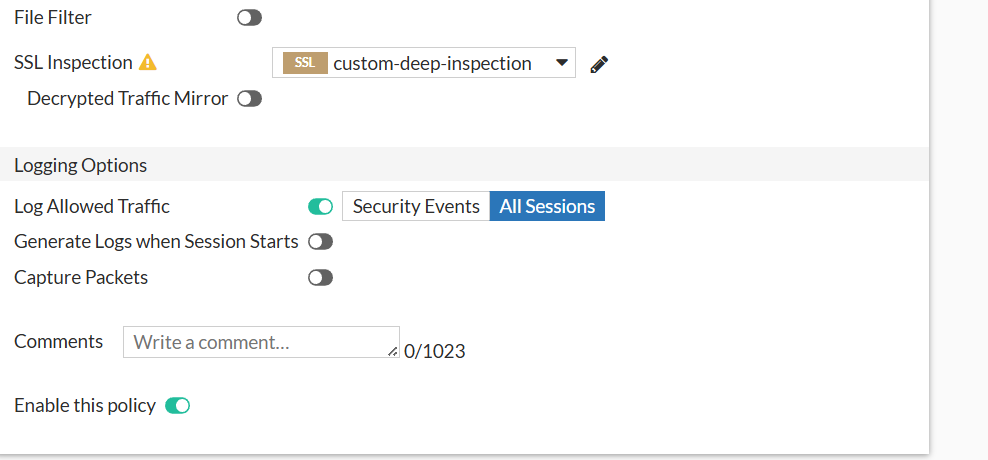 File Filter
SSL Inspection SSL custom-deep-inspection
Decrypted Traffic Mirror
Logging Options
Log Allowed Traffic Security Events All Sessions
Generate Logs when Session Starts
Capture Packets
Comments Write a comment... 0/1023
Enable this policy